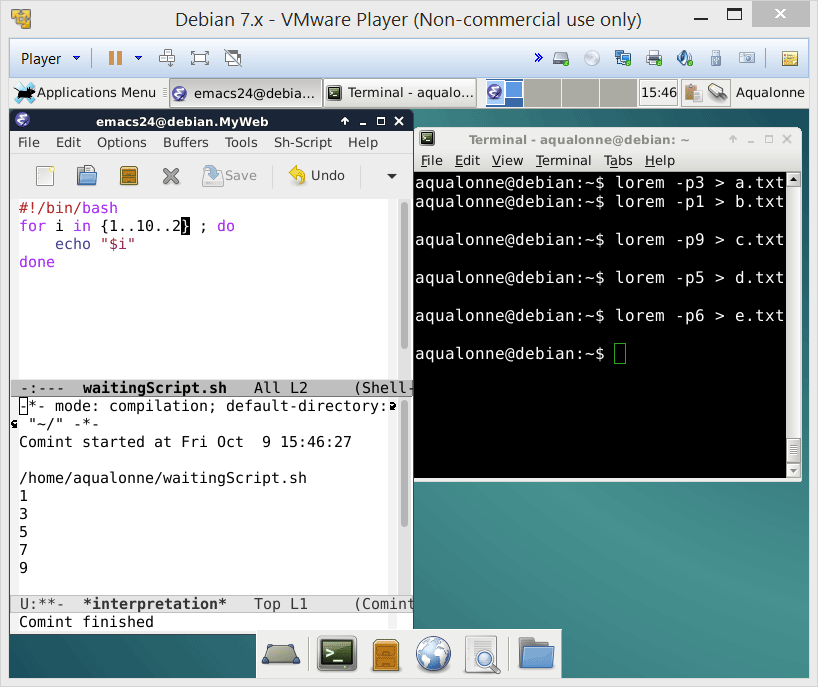 Debian 7.x - VMware Player (Non-commercial use only)
Player
Applications Menu
emacs24@debia...
Terminal - aqualo...
15:46
Aqualonne
emacs24@debian.MyWeb
File Edit Options Buffers Tools Sh-Script Help
Save Undo
#!/bin/bash
for i in {1..10..2} ; do
    echo "$i"
done
-:--- waitingScript.sh All L2 (Shell-
-*- mode: compilation; default-directory:
"~/" -*-
Comint started at Fri Oct  9 15:46:27
/home/aqualonne/waitingScript.sh
1
3
5
7
9
U:**- *interpretation* Top L1 (Comint
Comint finished
Terminal - aqualonne@debian: ~
File Edit View Terminal Tabs Help
aqualonne@debian:~$ lorem -p3 > a.txt
aqualonne@debian:~$ lorem -p1 > b.txt
aqualonne@debian:~$ lorem -p9 > c.txt
aqualonne@debian:~$ lorem -p5 > d.txt
aqualonne@debian:~$ lorem -p6 > e.txt
aqualonne@debian:~$